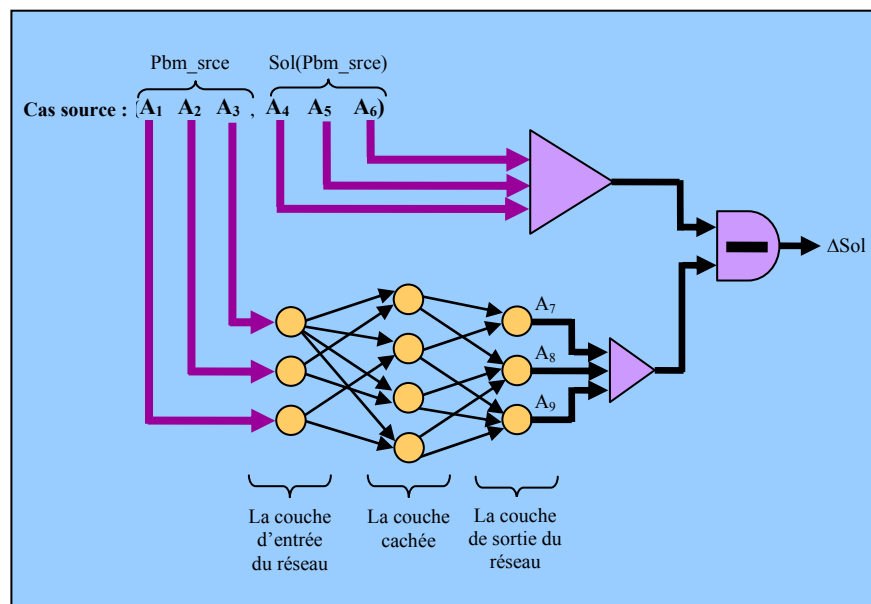 Pbm_srce Sol(Pbm_srce)
Cas source : (A1 A2 A3 , A4 A5 A6)
ΔSol
A7
A8
A9
La couche
d'entrée
du réseau
La couche
cachée
La couche
de sortie du
réseau